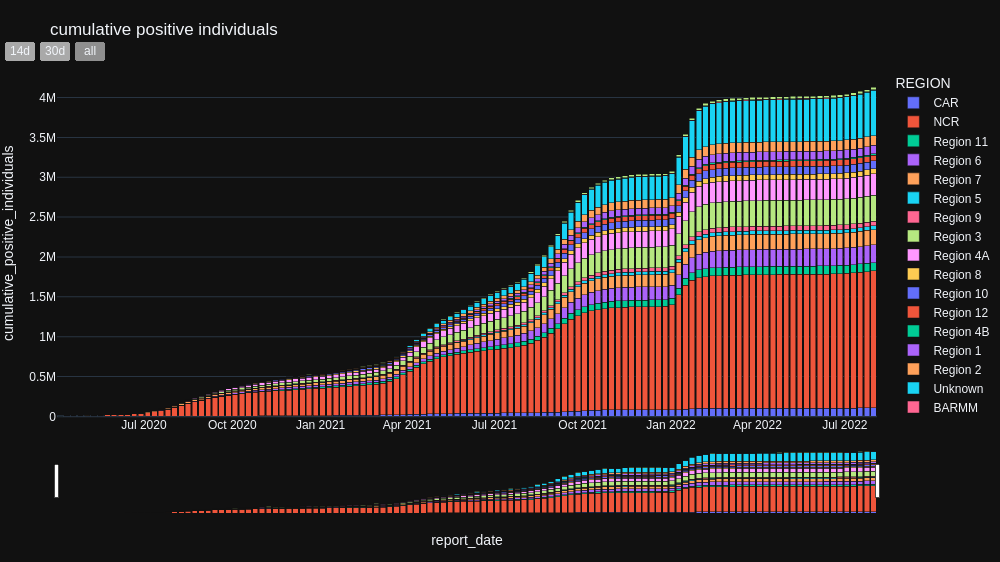 cumulative positive individuals
14d 30d all
cumulative_positive_individuals
4M
3.5M
3M
2.5M
2M
1.5M
1M
0.5M
0
Jul 2020 Oct 2020 Jan 2021 Apr 2021 Jul 2021 Oct 2021 Jan 2022 Apr 2022 Jul 2022
report_date
REGION
CAR
NCR
Region 11
Region 6
Region 7
Region 5
Region 9
Region 3
Region 4A
Region 8
Region 10
Region 12
Region 4B
Region 1
Region 2
Unknown
BARMM